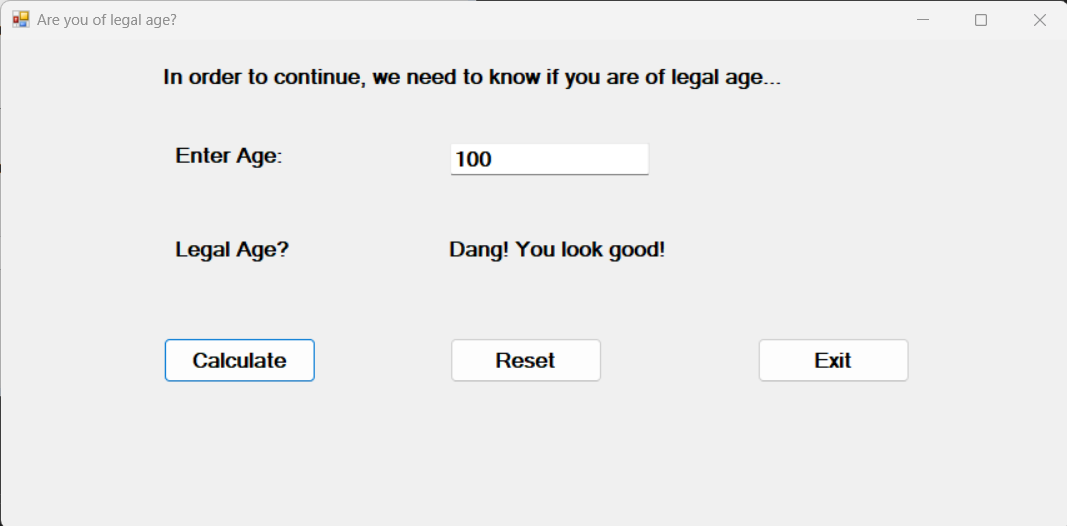 Are you of legal age?
In order to continue, we need to know if you are of legal age...
Enter Age: 100
Legal Age? Dang! You look good!
Calculate Reset Exit